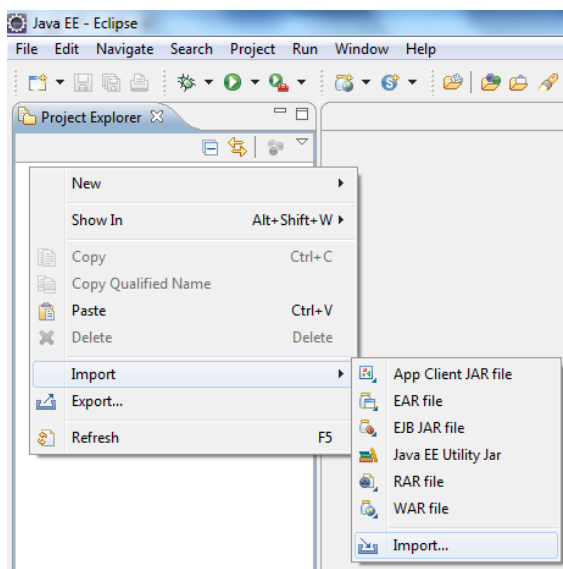 Java EE - Eclipse
File Edit Navigate Search Project Run Window Help
Project Explorer
New
Show In Alt+Shift+W
Copy Ctrl+C
Copy Qualified Name
Paste Ctrl+V
Delete Delete
Import
Export...
Refresh F5
App Client JAR file
EAR file
EJB JAR file
Java EE Utility Jar
RAR file
WAR file
Import...